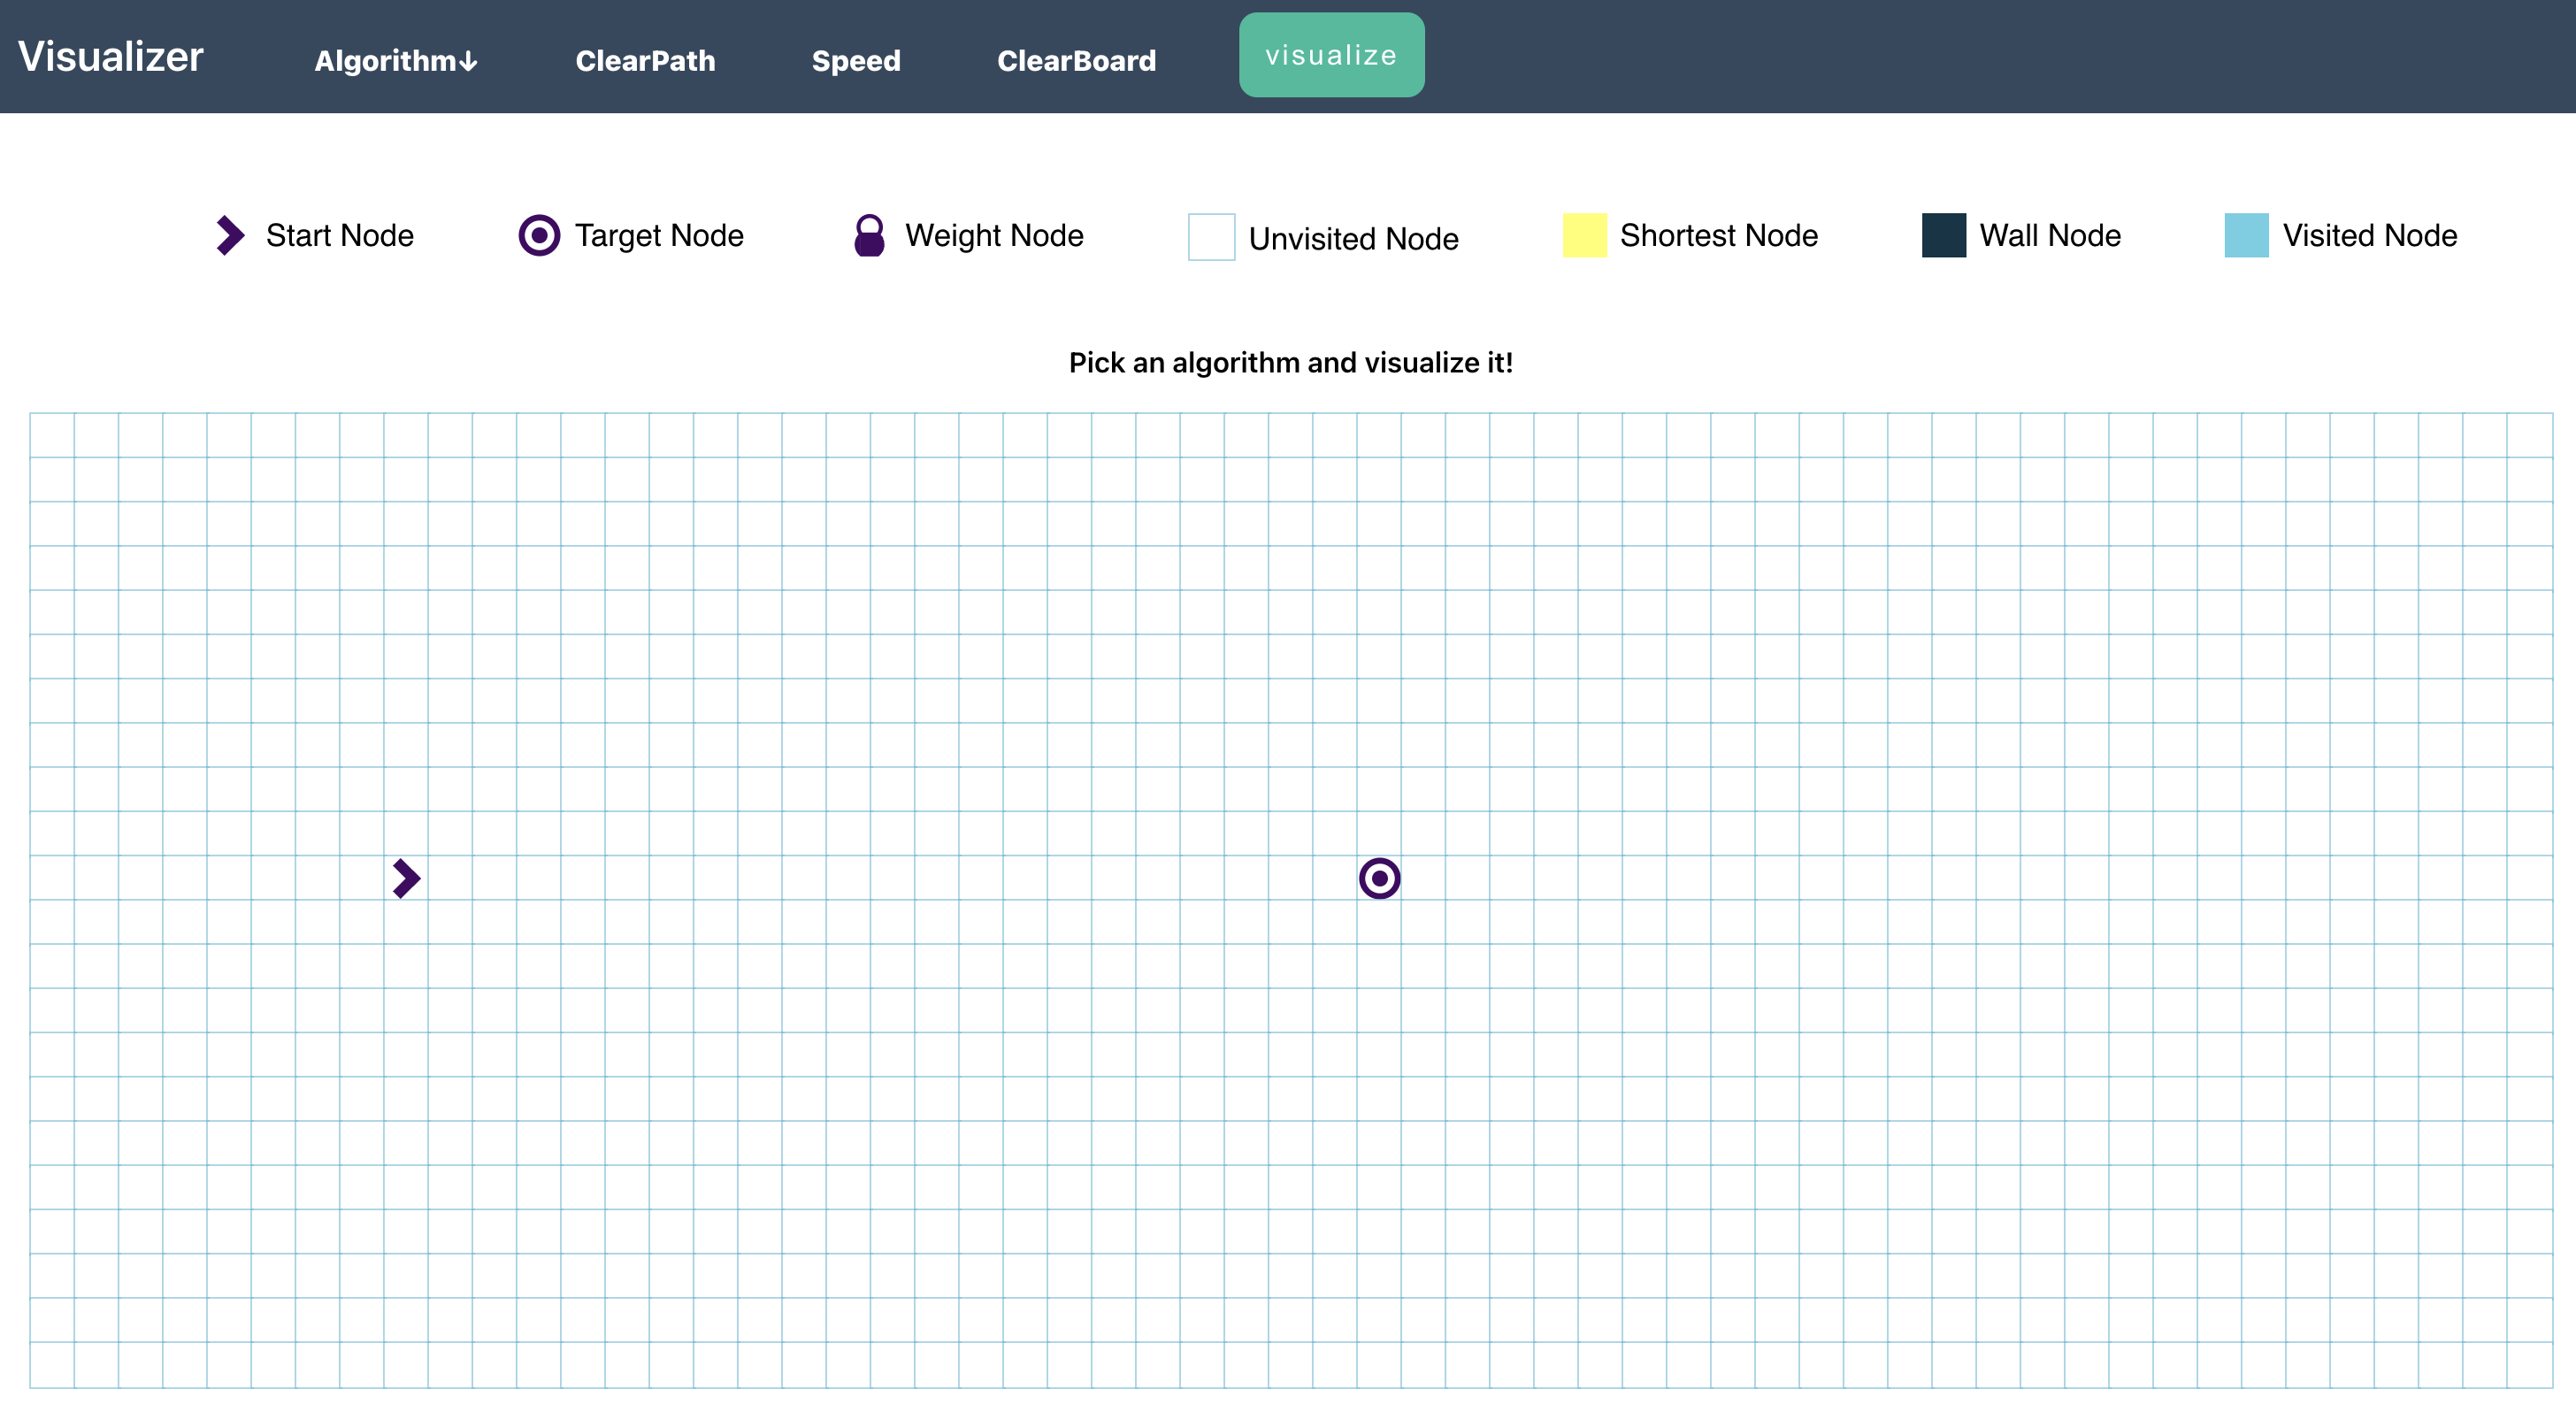 Visualizer Algorithm↓ ClearPath Speed ClearBoard visualize
Start Node Target Node Weight Node Unvisited Node Shortest Node Wall Node Visited Node
Pick an algorithm and visualize it!